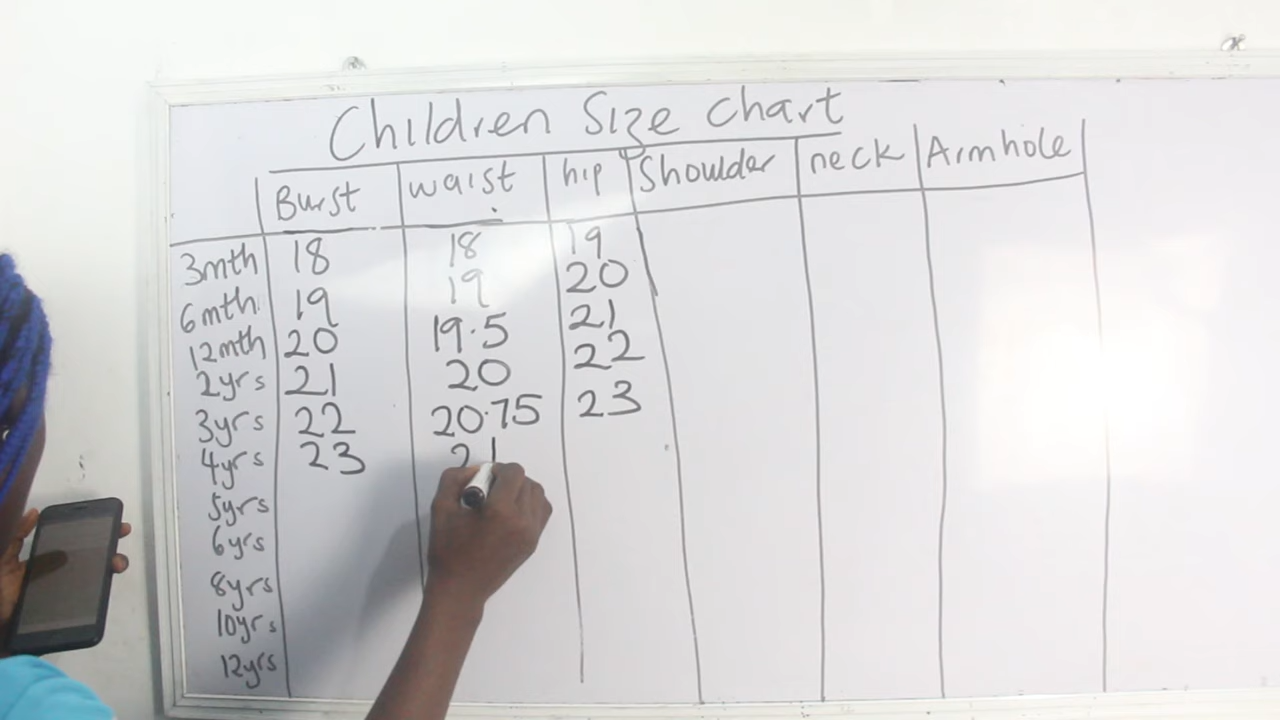 Children Size Chart
Burst waist hip Shoulder neck Armhole
3mth 18 18 19
6mth 19 19 20
12mth 20 19.5 21
2yrs 21 20 22
3yrs 22 20.75 23
4yrs 23 21
5yrs
6yrs
8yrs
10yrs
12yrs